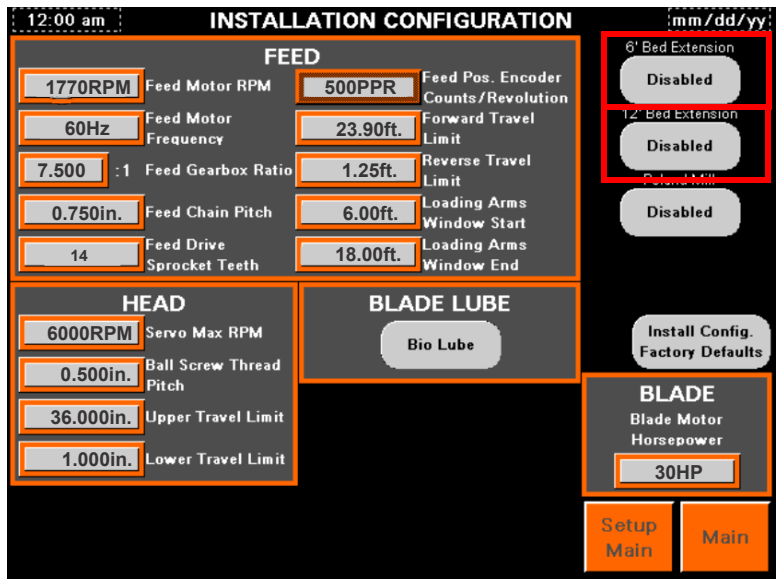 12:00 am
INSTALLATION CONFIGURATION
mm/dd/yy
FEED
1770RPM Feed Motor RPM
60Hz Feed Motor
Frequency
7.500 :1 Feed Gearbox Ratio
0.750in. Feed Chain Pitch
14 Feed Drive
Sprocket Teeth
500PPR Feed Pos. Encoder
Counts/Revolution
23.90ft. Forward Travel
Limit
1.25ft. Reverse Travel
Limit
6.00ft. Loading Arms
Window Start
18.00ft. Loading Arms
Window End
6' Bed Extension
Disabled
12' Bed Extension
Disabled
Disabled
HEAD
6000RPM Servo Max RPM
0.500in. Ball Screw Thread
Pitch
36.000in. Upper Travel Limit
1.000in. Lower Travel Limit
BLADE LUBE
Bio Lube
Install Config.
Factory Defaults
BLADE
Blade Motor
Horsepower
30HP
Setup
Main
Main